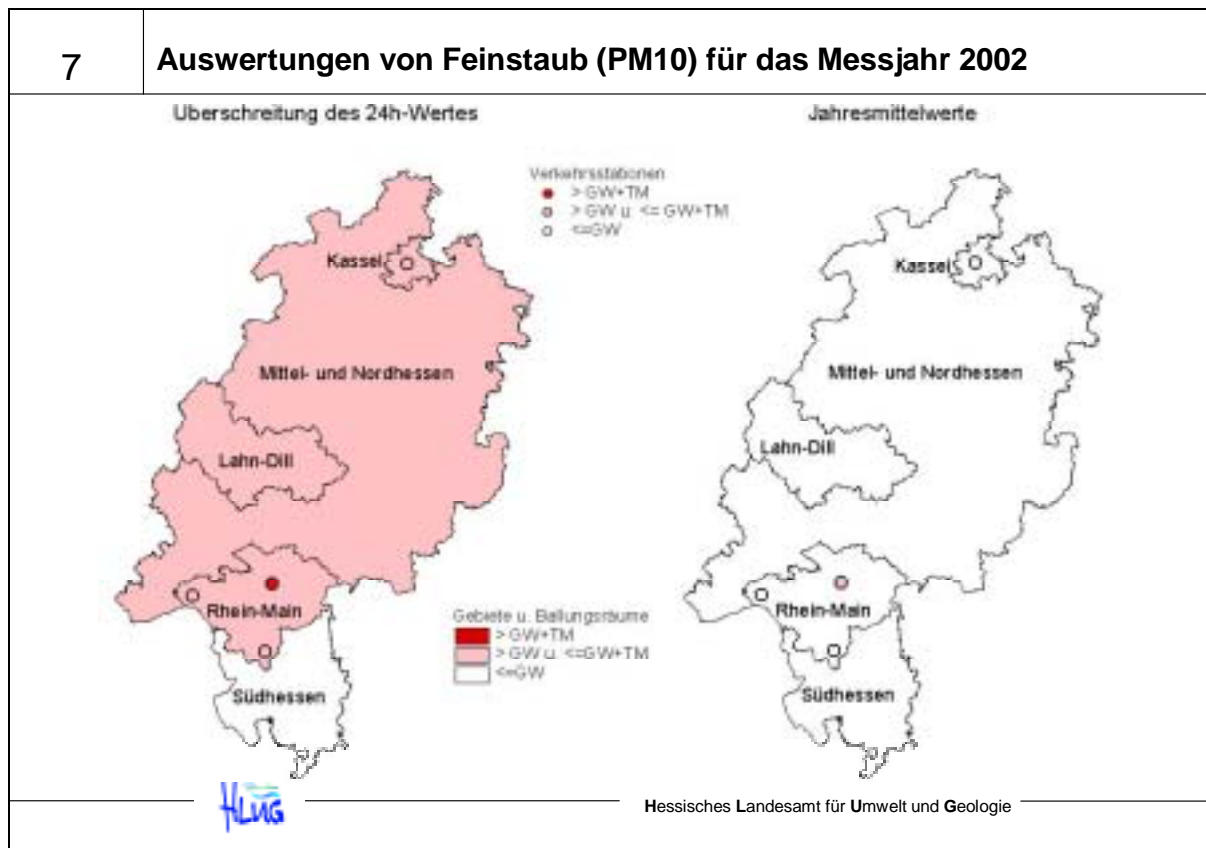 7
Auswertungen von Feinstaub (PM10) für das Messjahr 2002
Überschreitung des 24h-Wertes
Jahresmittelwerte
Verkehrsstationen
> GW+TM
> GW u. <= GW+TM
<=GW
Kassel
Mittel- und Nordhessen
Lahn-Dill
Rhein-Main
Südhessen
Kassel
Mittel- und Nordhessen
Lahn-Dill
Rhein-Main
Südhessen
Gebiete u. Ballungsräume
> GW+TM
> GW u. <=GW+TM
<=GW
HLUG
Hessisches Landesamt für Umwelt und Geologie